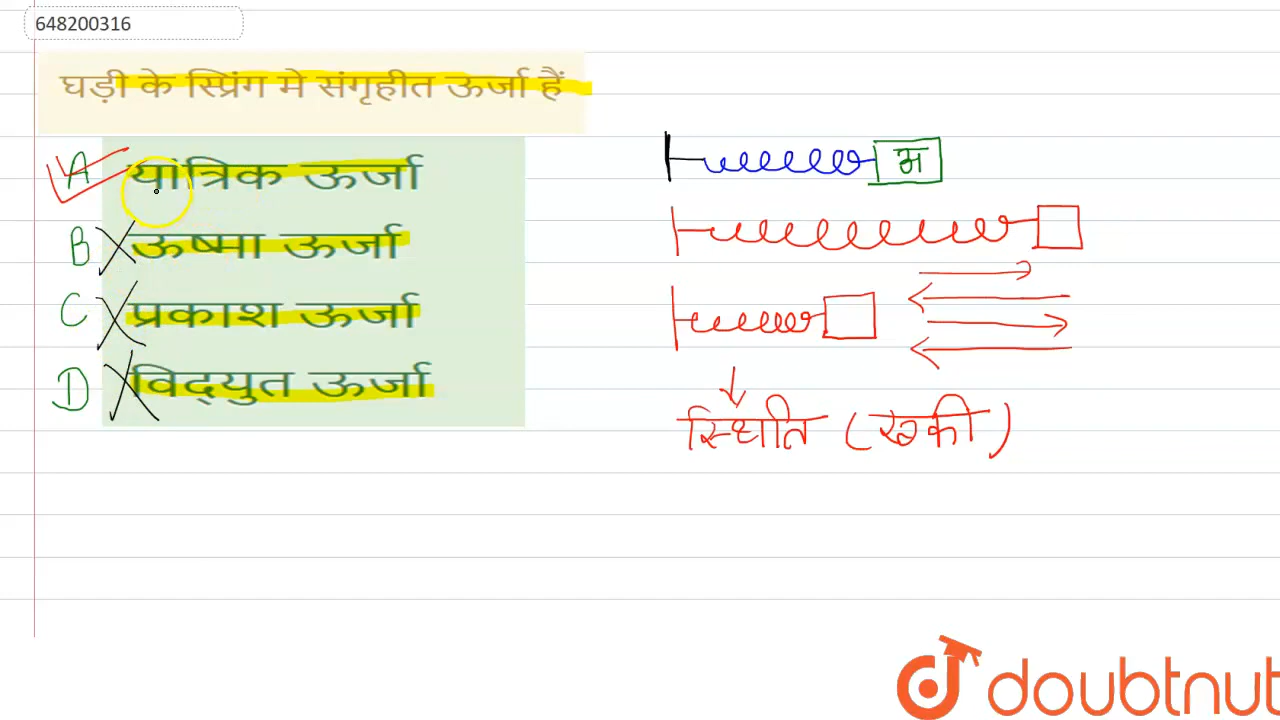 648200316
घड़ी के स्प्रिंग मे संगृहीत ऊर्जा हैं
A यांत्रिक ऊर्जा
B ऊष्मा ऊर्जा
C प्रकाश ऊर्जा
D विद्युत ऊर्जा
स्थिति
doubtnut